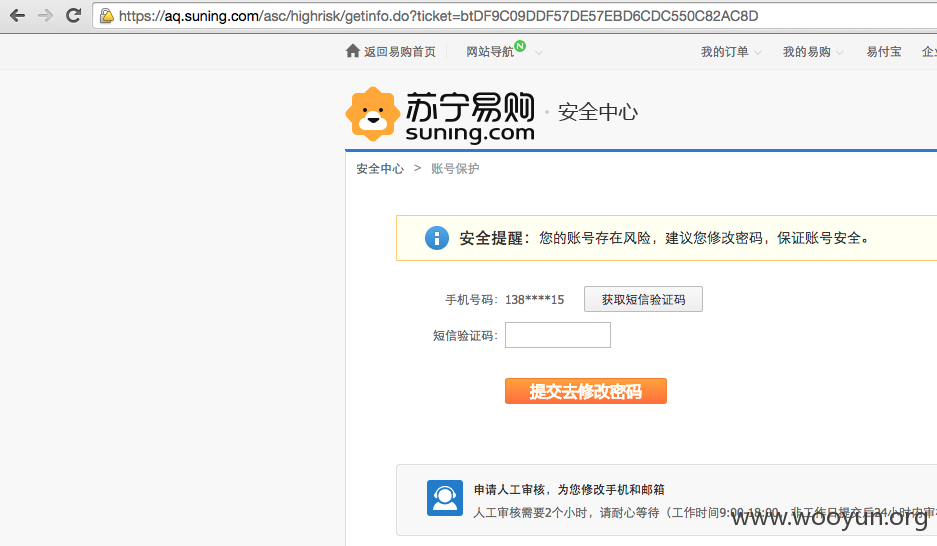 https://aq.suning.com/asc/highrisk/getinfo.do?ticket=btDF9C09DDF57DE57EBD6CDC550C82AC8D
返回易购首页 网站导航 N 我的订单 我的易购 易付宝 企
苏宁易购 suning.com · 安全中心
安全中心 > 账号保护
安全提醒：您的账号存在风险，建议您修改密码，保证账号安全。
手机号码：138****15 获取短信验证码
短信验证码：
提交去修改密码
申请人工审核，为您修改手机和邮箱
人工审核需要2个小时，请耐心等待（工作时间9:00-18:00，非工作日提交后24小时内审
www.wooyun.org